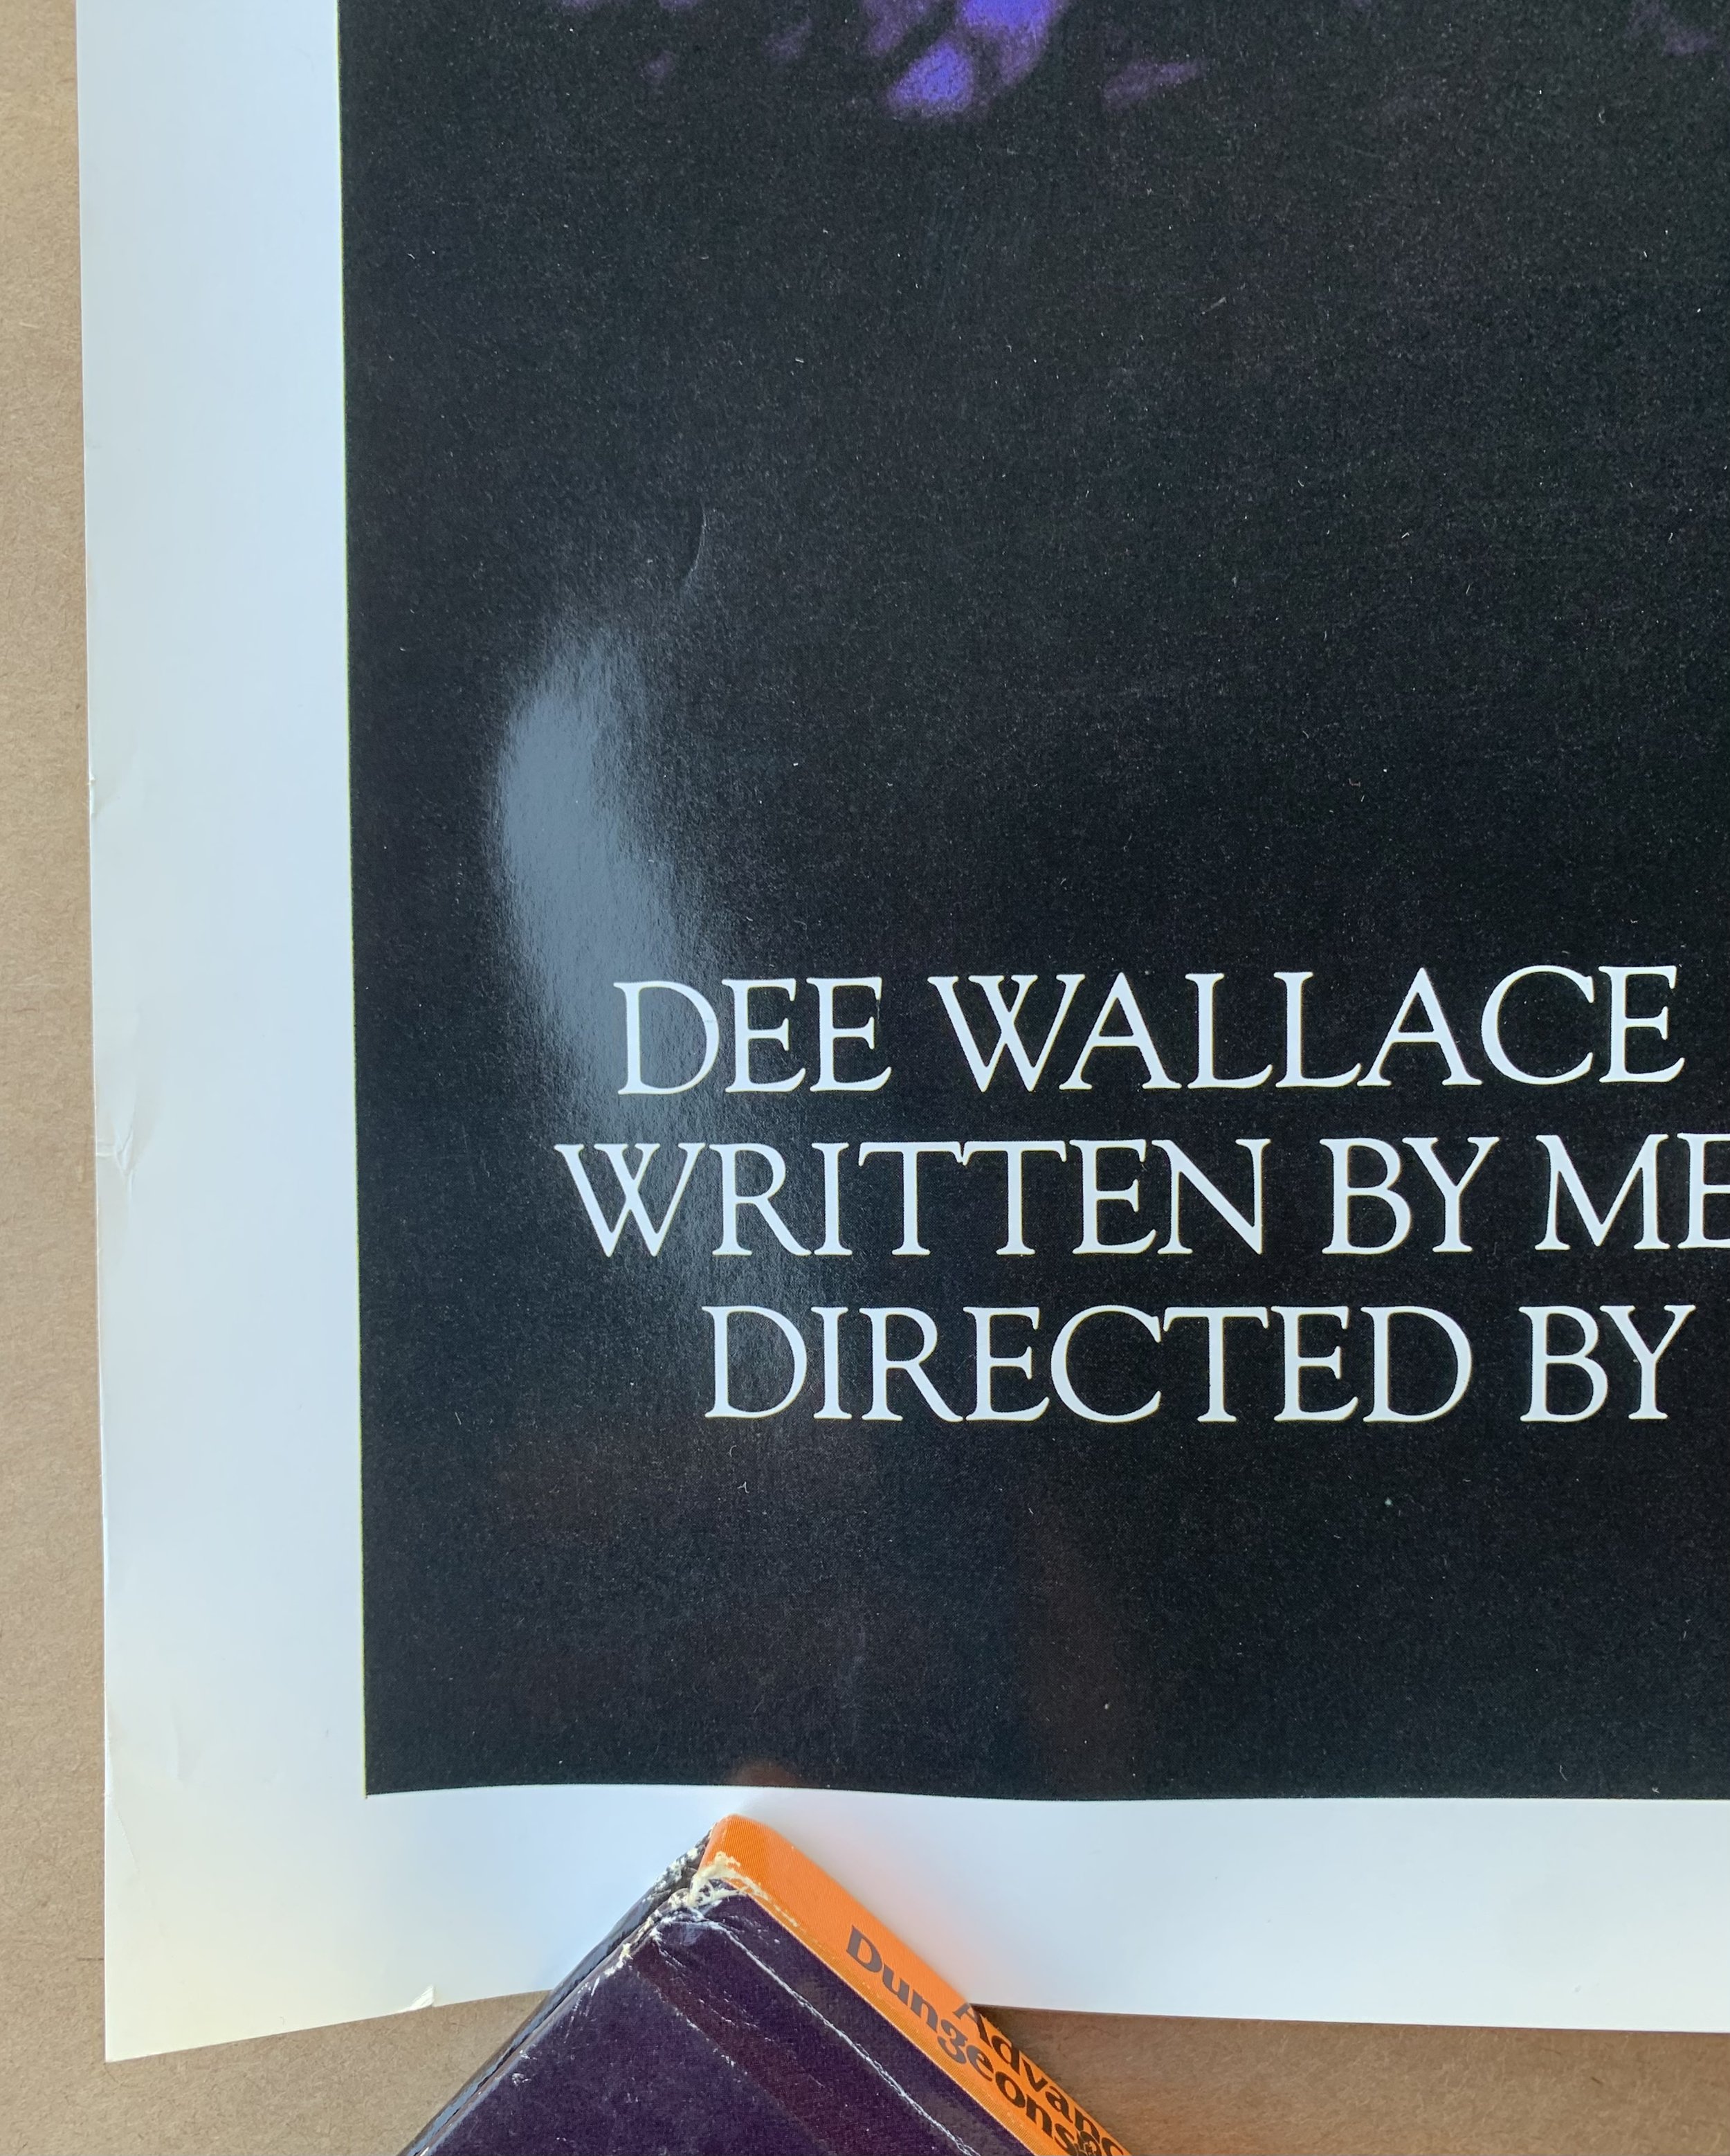 DEE WALLACE
WRITTEN BY ME
DIRECTED BY
Advanc
Dungeons